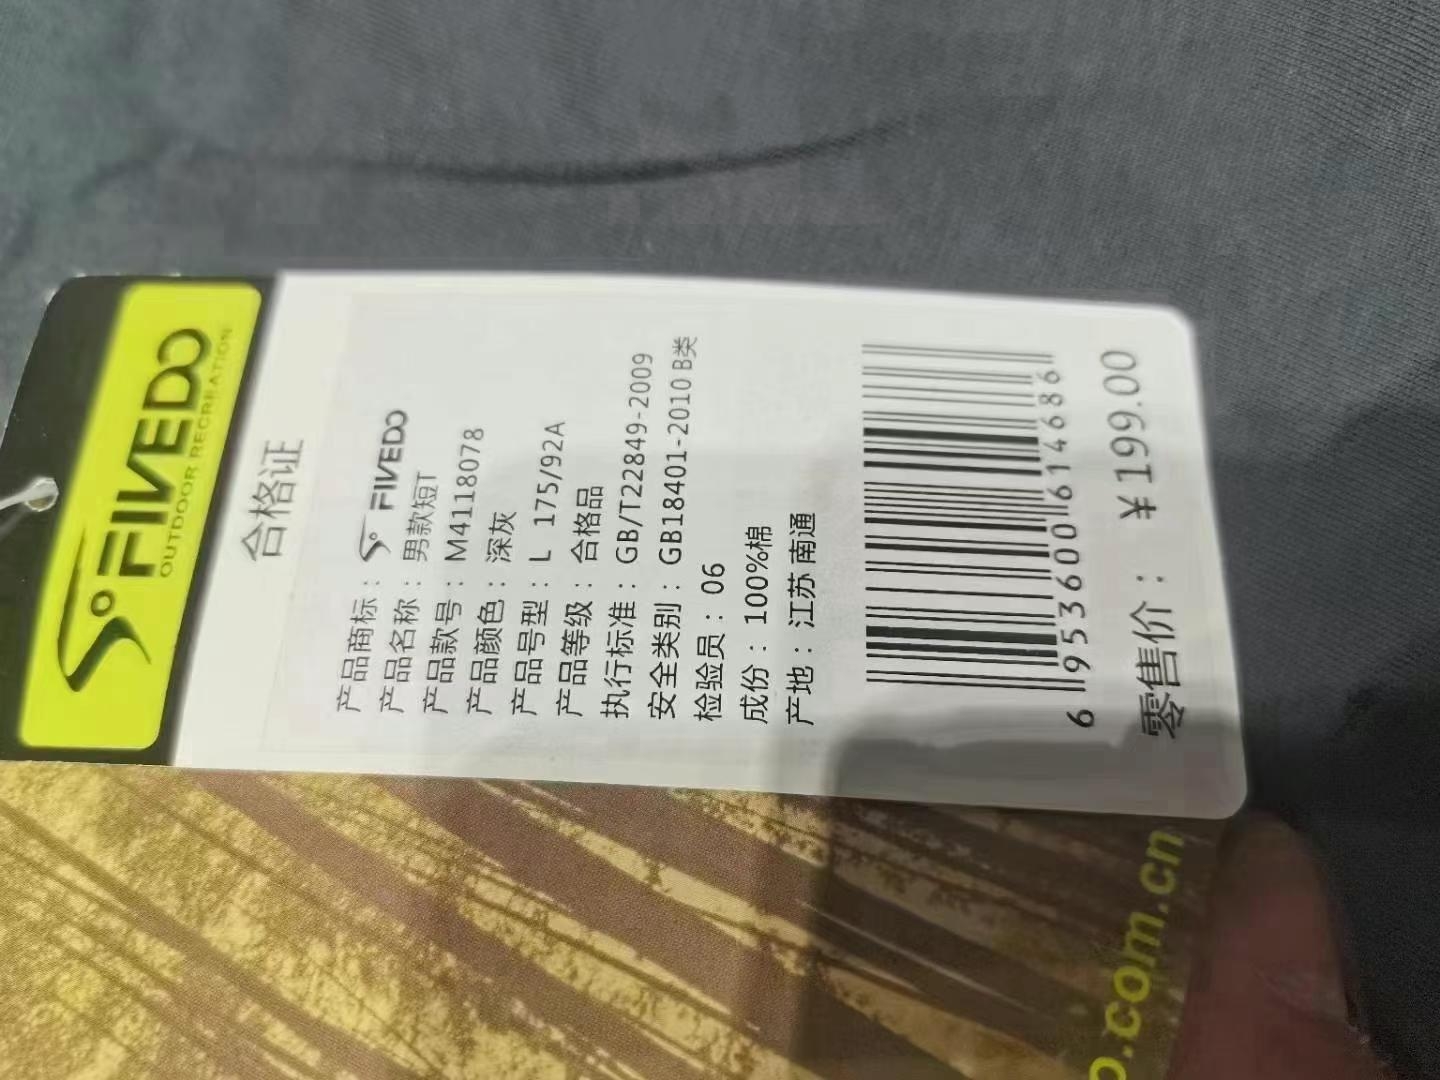 FIVEDO
OUTDOOR RECREATION
合格证
产品商标：FIVEDO
产品名称：男款短T
产品款号：M4118078
产品颜色：深灰
产品号型：L 175/92A
产品等级：合格品
执行标准：GB/T22849-2009
安全类别：GB18401-2010 B类
检验员：06
成份：100%棉
产地：江苏 南通
6 953600 614686
零售价：￥199.00
o.com.cn